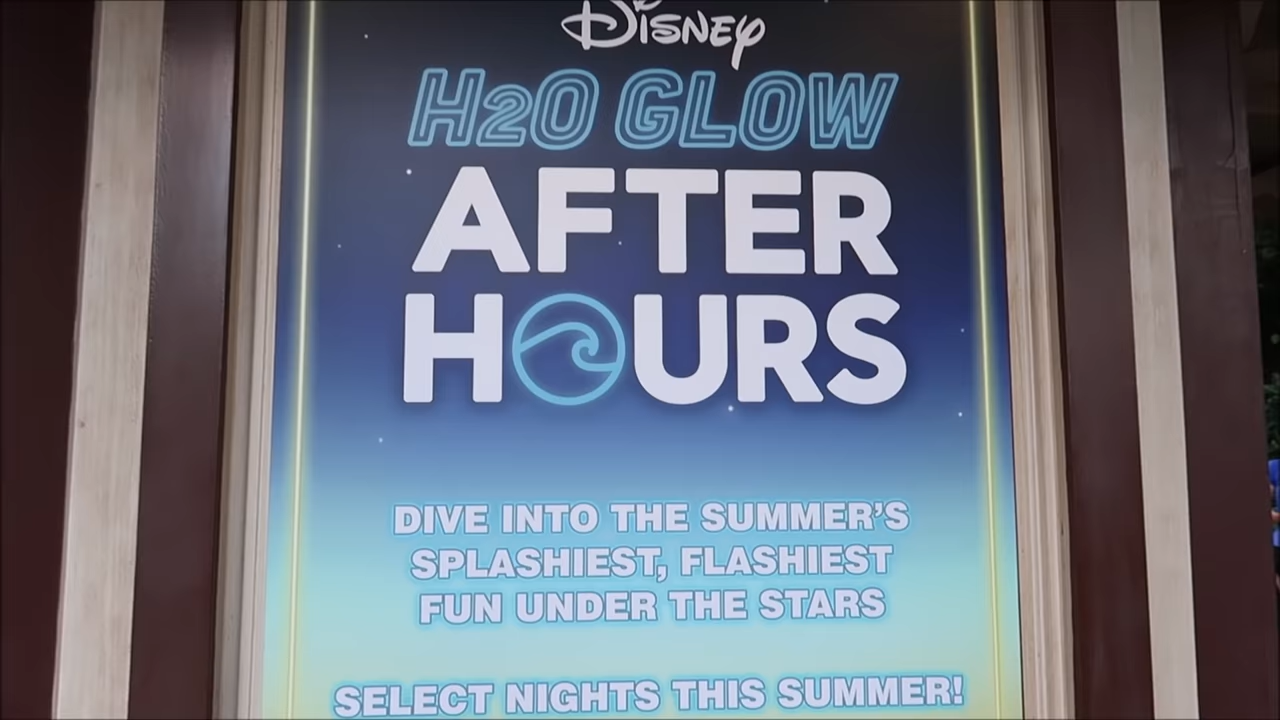 DISNEY
H2O GLOW
AFTER
HOURS
DIVE INTO THE SUMMER'S
SPLASHIEST, FLASHIEST
FUN UNDER THE STARS
SELECT NIGHTS THIS SUMMER!